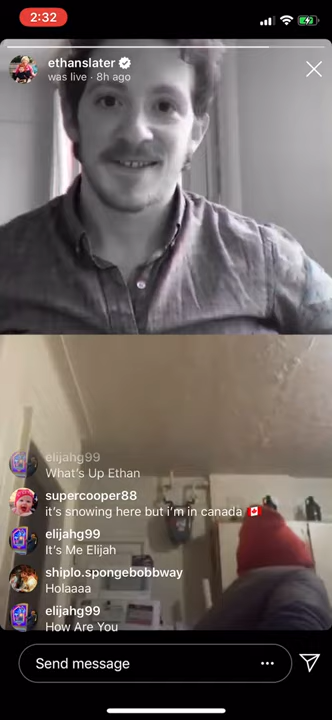 2:32
ethanslater
was live · 8h ago
elijahg99
What's Up Ethan
supercooper88
it's snowing here but i'm in canada 🇨🇦
elijahg99
It's Me Elijah
shiplo.spongebobbway
Holaaaa
elijahg99
How Are You
Send message